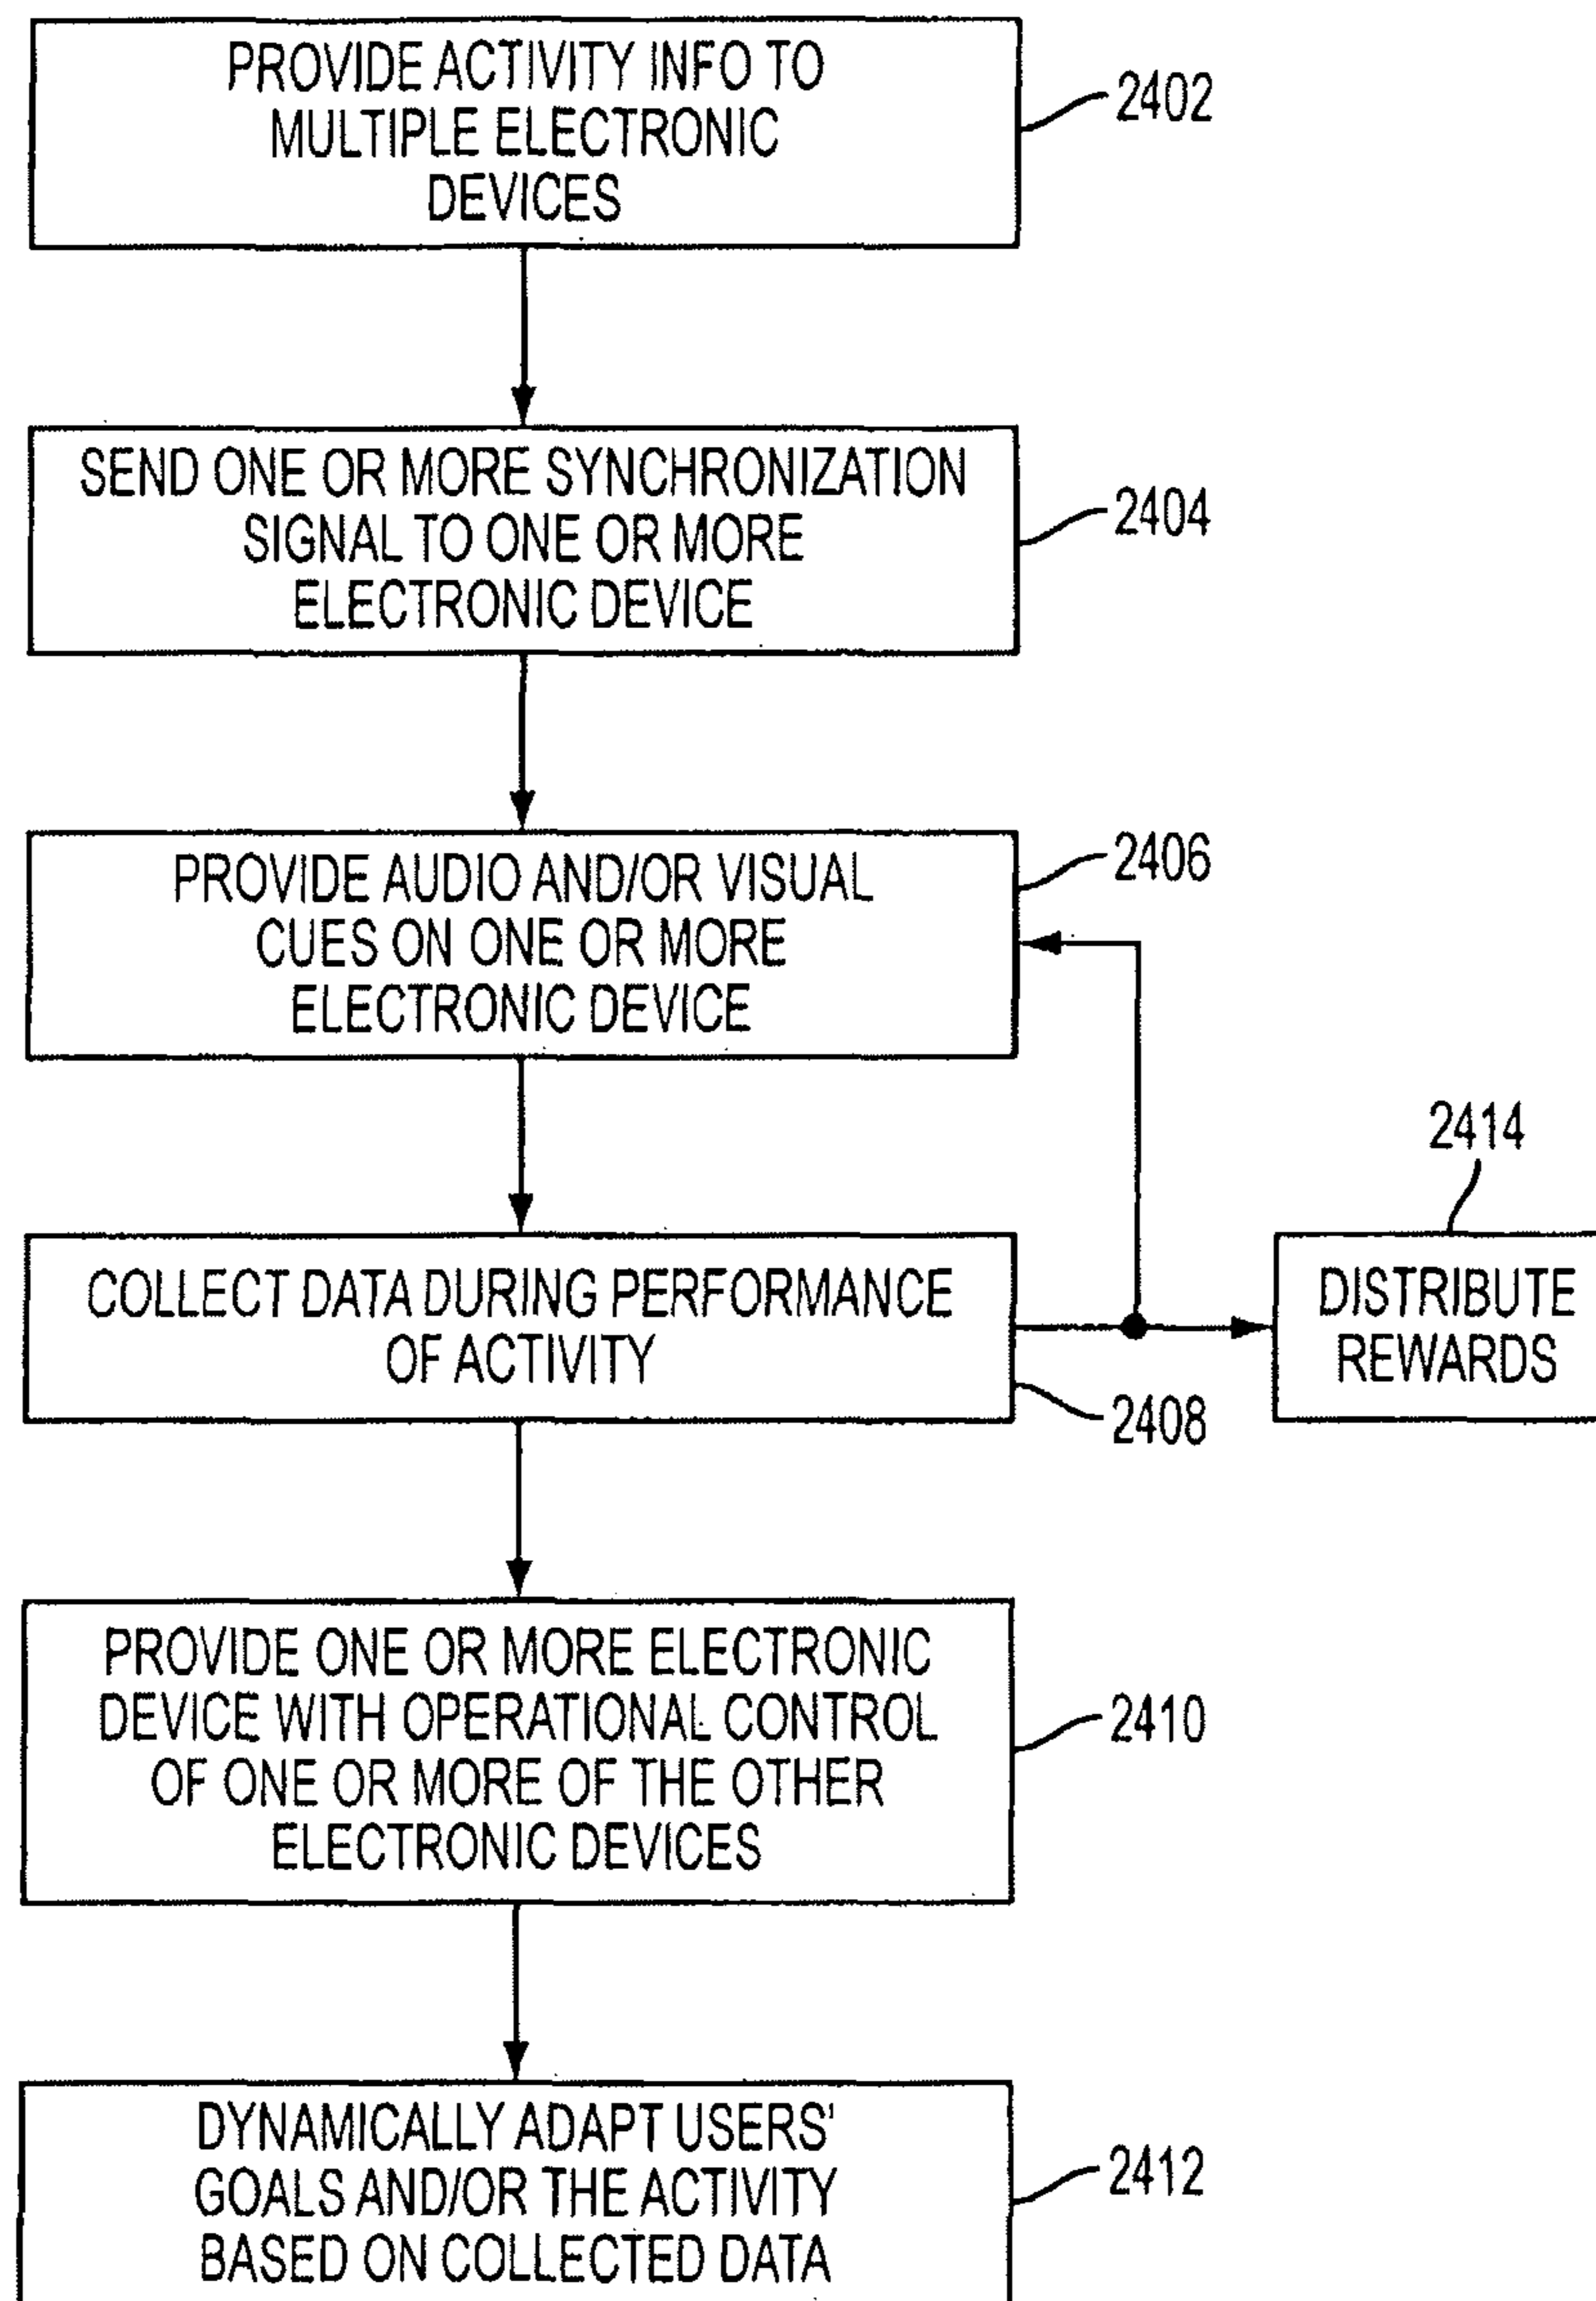 PROVIDE ACTIVITY INFO TO
MULTIPLE ELECTRONIC
DEVICES
2402
SEND ONE OR MORE SYNCHRONIZATION
SIGNAL TO ONE OR MORE
ELECTRONIC DEVICE
2404
PROVIDE AUDIO AND/OR VISUAL
CUES ON ONE OR MORE
ELECTRONIC DEVICE
2406
COLLECT DATA DURING PERFORMANCE
OF ACTIVITY
2408
2414
DISTRIBUTE
REWARDS
PROVIDE ONE OR MORE ELECTRONIC
DEVICE WITH OPERATIONAL CONTROL
OF ONE OR MORE OF THE OTHER
ELECTRONIC DEVICES
2410
DYNAMICALLY ADAPT USERS'
GOALS AND/OR THE ACTIVITY
BASED ON COLLECTED DATA
2412